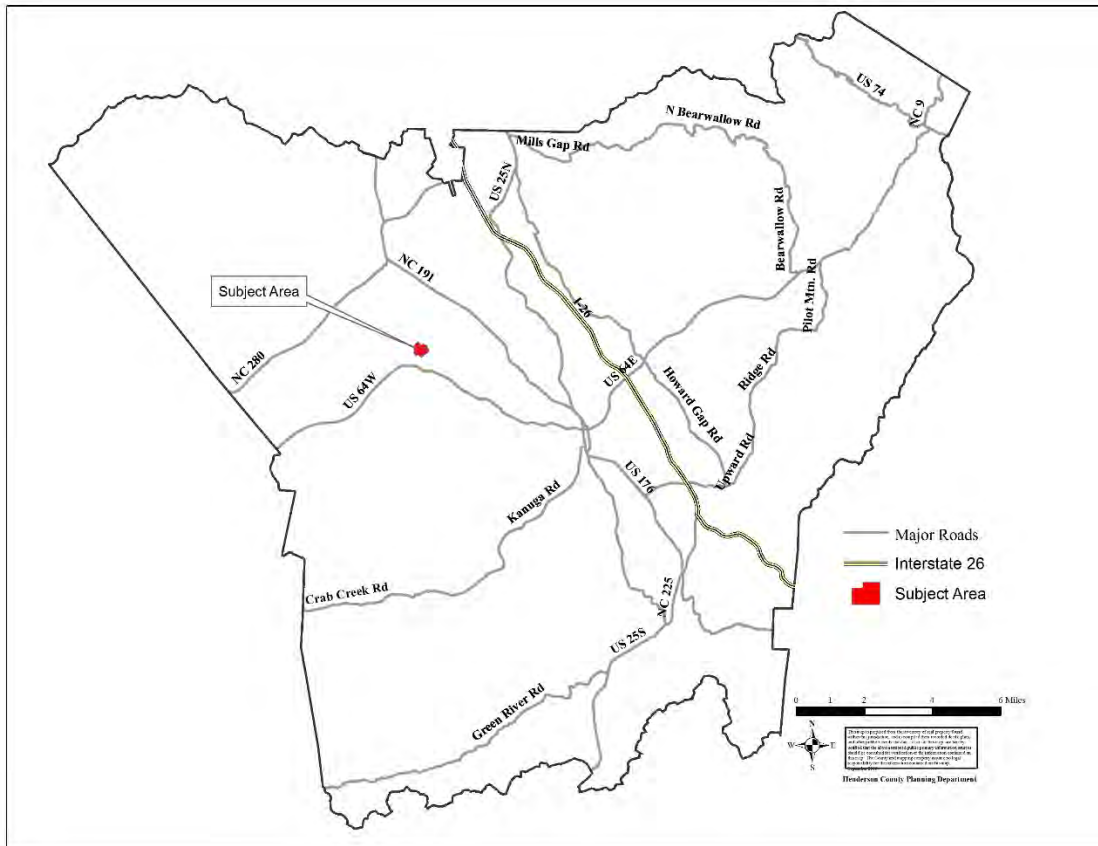 US 74
NC 9
N Bearwallow Rd
Mills Gap Rd
US 25N
Bearwallow Rd
NC 191
Pilot Mtn. Rd
Subject Area
I-26
NC 280
US 64W
US 64E
Howard Gap Rd
Ridge Rd
Upward Rd
US 176
Kanuga Rd
Major Roads
Interstate 26
Subject Area
Crab Creek Rd
NC 225
US 25S
Green River Rd
0 1 2 4 6 Miles
N
W E
S
Henderson County Planning Department